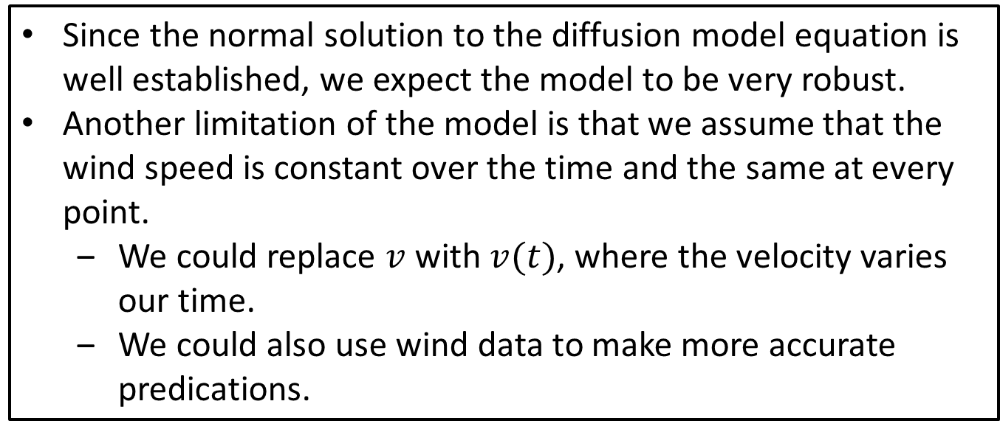 • Since the normal solution to the diffusion model equation is
well established, we expect the model to be very robust.
• Another limitation of the model is that we assume that the
wind speed is constant over the time and the same at every
point.
– We could replace 𝑣 with 𝑣(𝑡), where the velocity varies
our time.
– We could also use wind data to make more accurate
predications.